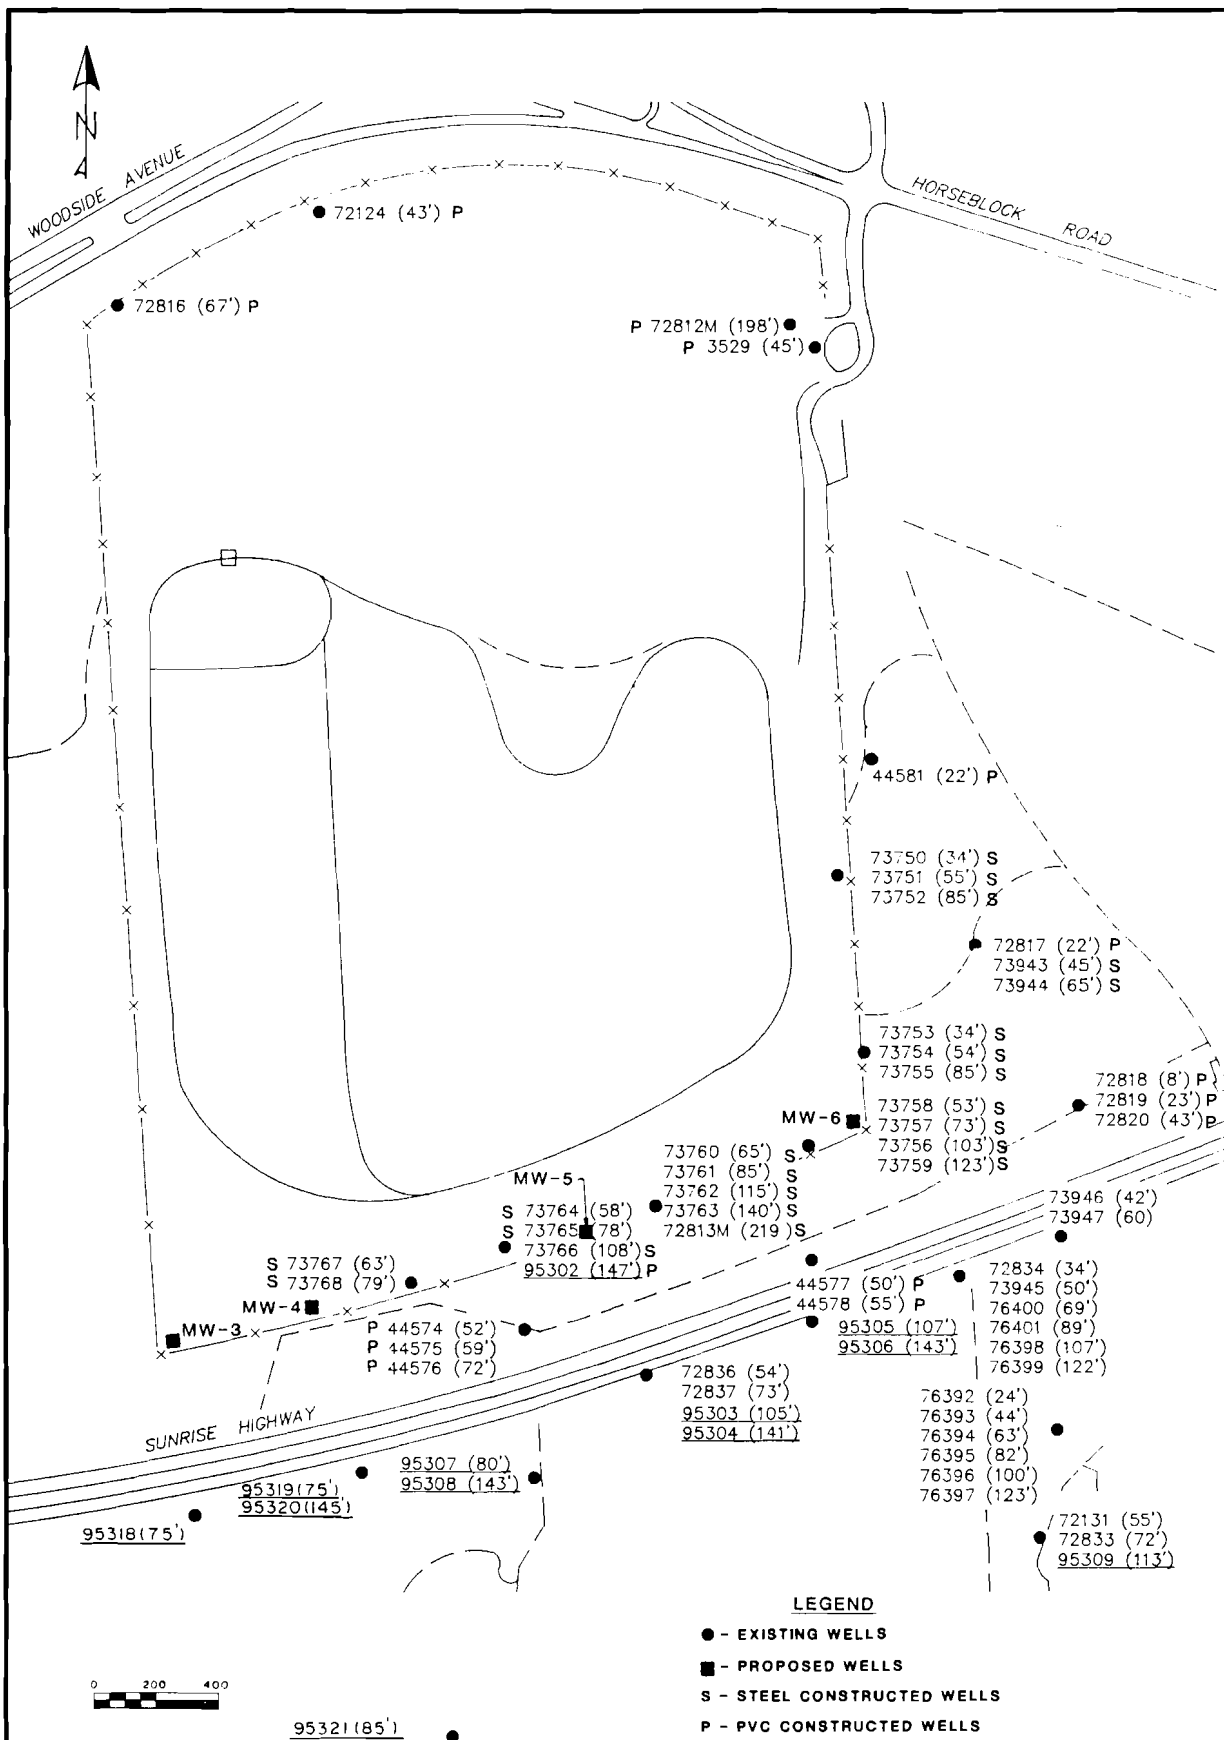 N
WOODSIDE AVENUE
HORSEBLOCK ROAD
72124 (43') P
72816 (67') P
P 72812M (198')
P 3529 (45')
44581 (22') P
73750 (34') S
73751 (55') S
73752 (85') S
72817 (22') P
73943 (45') S
73944 (65') S
73753 (34') S
73754 (54') S
73755 (85') S
72818 (8') P
72819 (23') P
72820 (43') P
MW-6
73758 (53') S
73757 (73') S
73756 (103') S
73759 (123') S
73760 (65') S
73761 (85') S
73762 (115') S
73763 (140') S
72813M (219 ) S
MW-5
S 73764 (58')
S 73765 (78')
73766 (108') S
95302 (147') P
73946 (42')
73947 (60)
S 73767 (63')
S 73768 (79')
MW-4
MW-3
44577 (50') P
44578 (55') P
95305 (107')
95306 (143')
72834 (34')
73945 (50')
76400 (69')
76401 (89')
76398 (107')
76399 (122')
P 44574 (52')
P 44575 (59')
P 44576 (72')
72836 (54')
72837 (73')
95303 (105')
95304 (141')
76392 (24')
76393 (44')
76394 (63')
76395 (82')
76396 (100')
76397 (123')
SUNRISE HIGHWAY
95307 (80')
95308 (143')
95319(75')
95320(145')
95318(75')
72131 (55')
72833 (72')
95309 (113')
LEGEND
- EXISTING WELLS
- PROPOSED WELLS
S - STEEL CONSTRUCTED WELLS
P - PVC CONSTRUCTED WELLS
0 200 400
95321(85')